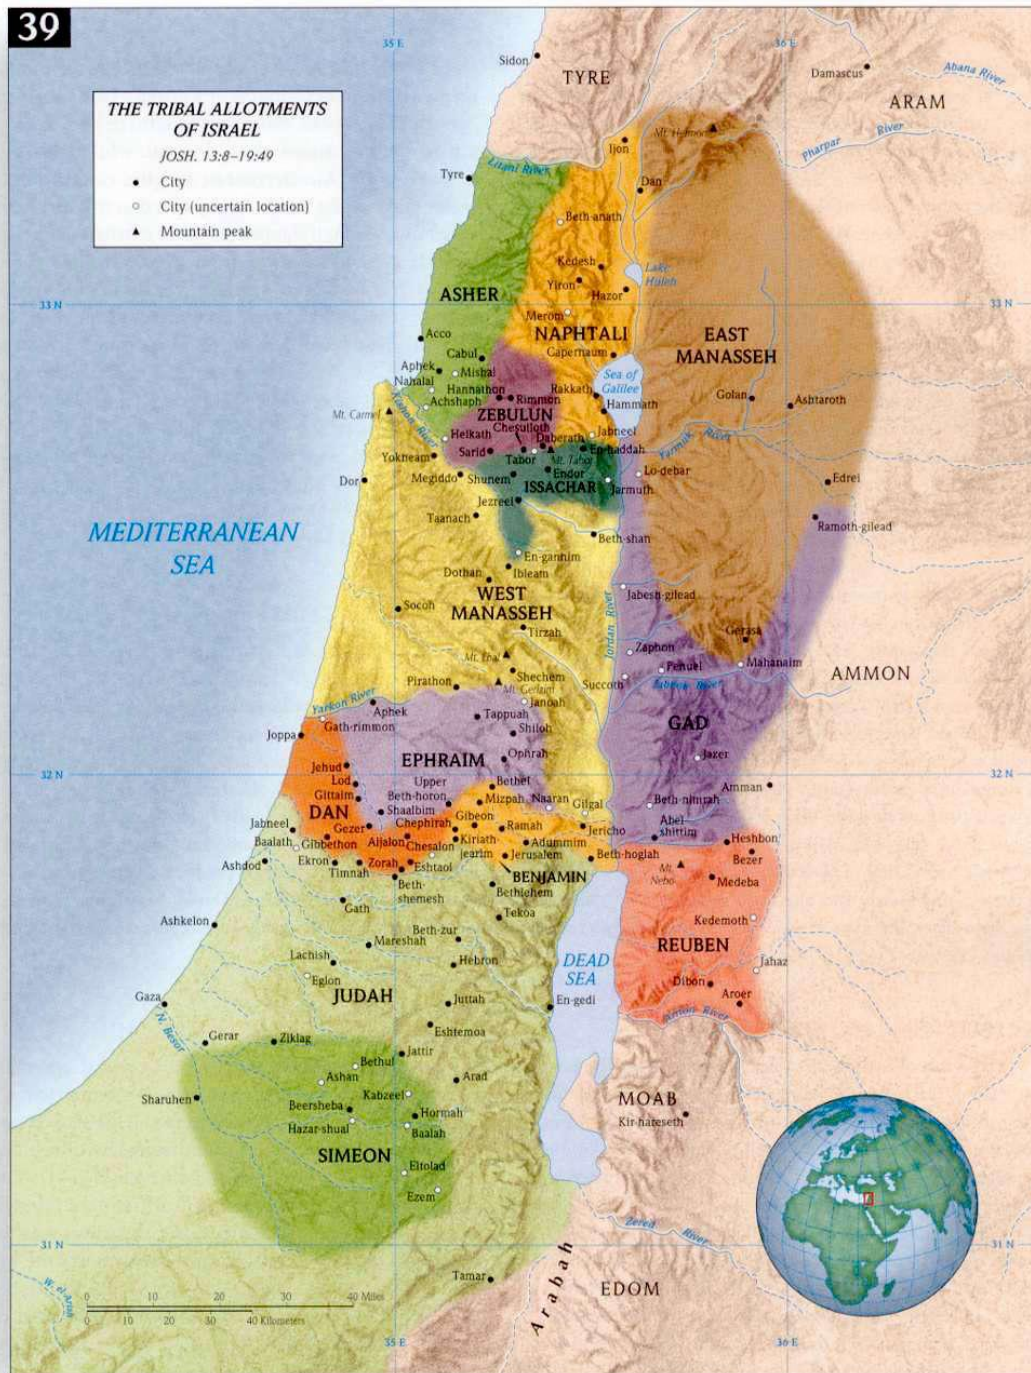 39
35 E
36 E
Sidon
TYRE
Damascus
Abana River
ARAM
THE TRIBAL ALLOTMENTS
OF ISRAEL
JOSH. 13:8–19:49
City
City (uncertain location)
Mountain peak
Mt. Hermon
Ijon
Pharpar River
Litani River
Tyre
Dan
Beth-anath
Kedesh
Lake
Huleh
Yiron
Hazor
ASHER
33 N
33 N
Merom
NAPHTALI
EAST
MANASSEH
Acco
Capernaum
Cabul
Aphek
Mishal
Sea of
Galilee
Nahalal
Hannathon
Rimmon
Rakkath
Golan
Ashtaroth
Achshaph
Hammath
Mt. Carmel
Kishon River
ZEBULUN
Chesulloth
Jabneel
Helkath
Daberath
En-haddah
Yarmuk River
Yokneam
Sarid
Tabor
Mt. Tabor
Lo-debar
Dor
Megiddo
Shunem
Endor
ISSACHAR
Jarmuth
Edrei
Jezreel
Taanach
Ramoth-gilead
MEDITERRANEAN
SEA
Beth-shan
En-gannim
Ibleam
Dothan
WEST
MANASSEH
Jabesh-gilead
Socoh
Jordan River
Tirzah
Gerasa
Zaphon
Mt. Ebal
Penuel
Mahanaim
AMMON
Shechem
Succoth
Jabbok River
Pirathon
Mt. Gerizim
Yarkon River
Janoah
Aphek
Gath-rimmon
Tappuah
GAD
Joppa
Shiloh
EPHRAIM
Ophrah
Jazer
Jehud
32 N
32 N
Lod
Upper
Beth-horon
Bethel
Amman
Gittaim
Mizpah
Naaran
Gilgal
Beth-nimrah
DAN
Shaalbim
Gibeon
Abel
shittim
Jabneel
Gezer
Chephirah
Ramah
Jericho
Heshbon
Baalath
Gibbethon
Aijalon
Kiriath-
jearim
Adummim
Chesalon
Bezer
Ashdod
Ekron
Timnah
Zorah
Eshtaol
Jerusalem
Beth-hoglah
Mt.
Nebo
BENJAMIN
Medeba
Beth-
shemesh
Bethlehem
Gath
Ashkelon
Tekoa
Kedemoth
Beth-zur
Mareshah
REUBEN
Lachish
Hebron
DEAD
SEA
Jahaz
Eglon
Dibon
JUDAH
Gaza
Juttah
En-gedi
Aroer
Arnon River
N. Besor
Eshtemoa
Gerar
Ziklag
Jattir
Bethul
Ashan
Arad
Kabzeel
MOAB
Sharuhen
Beersheba
Hormah
Kir-hareseth
Hazar-shual
Baalah
SIMEON
Eltolad
Ezem
Zered River
31 N
31 N
Arabah
Tamar
EDOM
W. el Arish
0 10 20 30 40 Miles
0 10 20 30 40 Kilometers
35 E
36 E